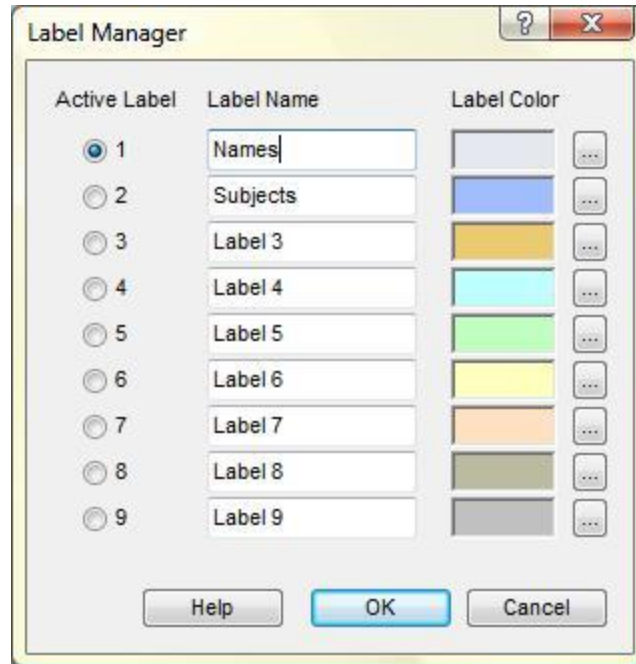 Label Manager
Active Label Label Name Label Color
1 Names ...
2 Subjects ...
3 Label 3 ...
4 Label 4 ...
5 Label 5 ...
6 Label 6 ...
7 Label 7 ...
8 Label 8 ...
9 Label 9 ...
Help OK Cancel